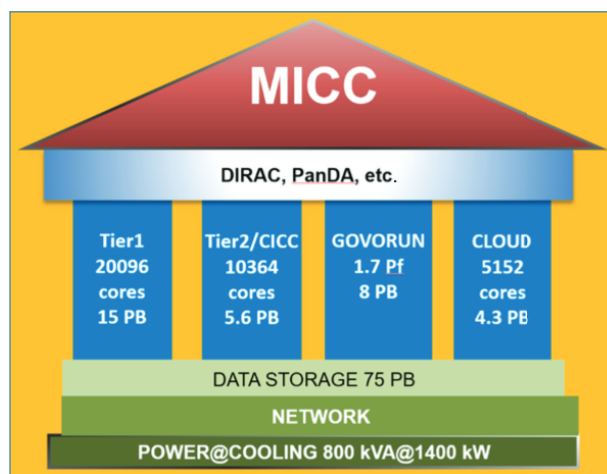 MICC
DIRAC, PanDA, etc.
Tier1
20096
cores
15 PB
Tier2/CICC
10364
cores
5.6 PB
GOVORUN
1.7 Pf
8 PB
CLOUD
5152
cores
4.3 PB
DATA STORAGE 75 PB
NETWORK
POWER@COOLING 800 kVA@1400 kW